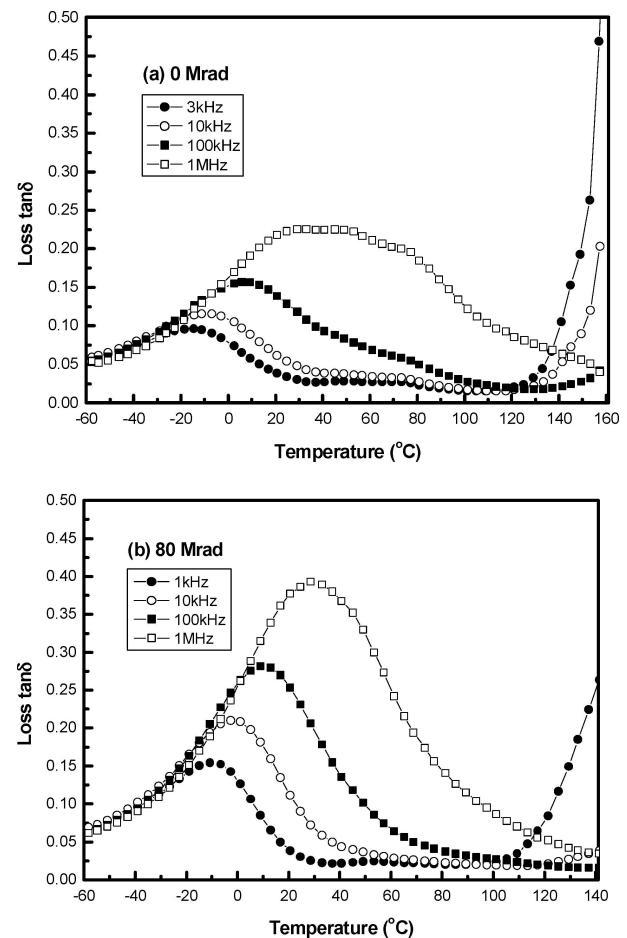 0.50
0.45
0.40
0.35
0.30
0.25
0.20
0.15
0.10
0.05
0.00
Loss tanδ
(a) 0 Mrad
3kHz
10kHz
100kHz
1MHz
-60 -40 -20 0 20 40 60 80 100 120 140 160
Temperature (°C)
0.50
0.45
0.40
0.35
0.30
0.25
0.20
0.15
0.10
0.05
0.00
Loss tanδ
(b) 80 Mrad
1kHz
10kHz
100kHz
1MHz
-60 -40 -20 0 20 40 60 80 100 120 140
Temperature (°C)